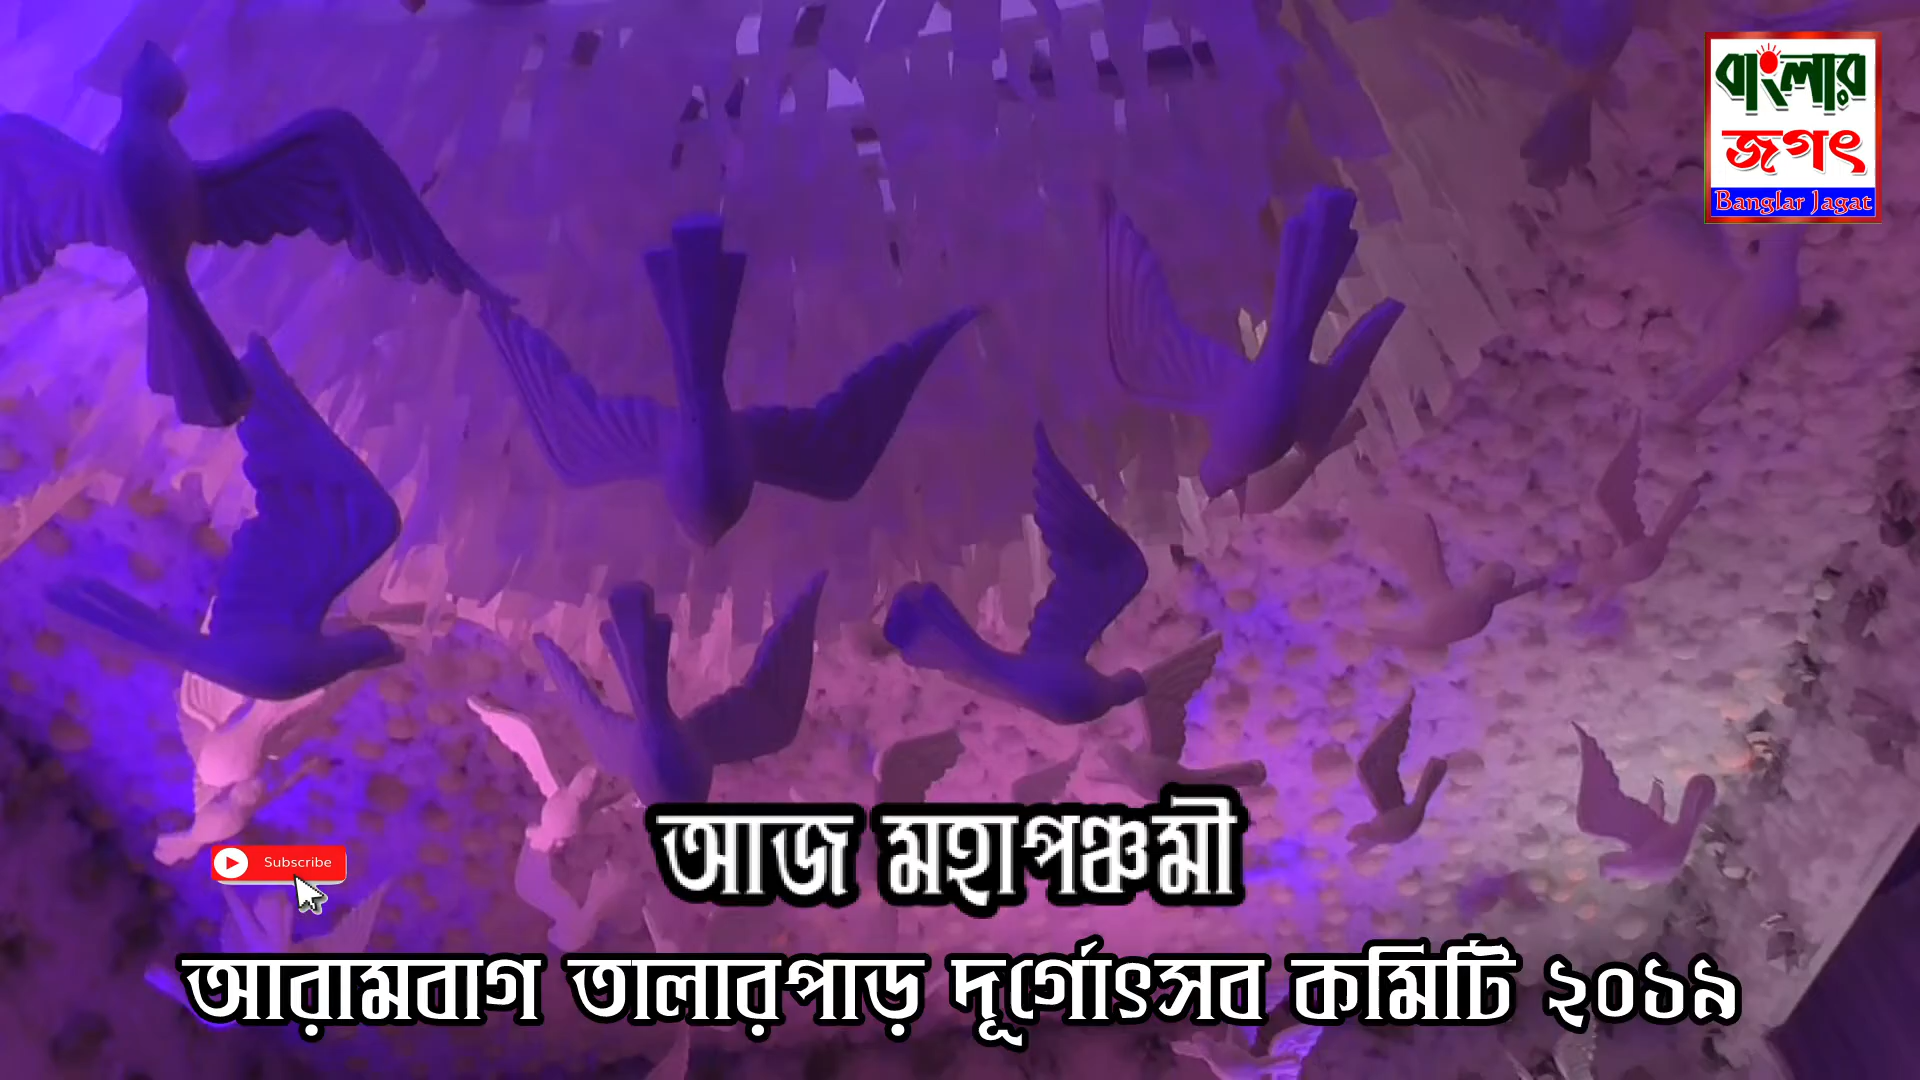 বাংলার
জগৎ
Banglar Jagat
আজ মহাপঞ্চমী
Subscribe
আরামবাগ তালারপাড় দূর্গোৎসব কমিটি ২০১৯